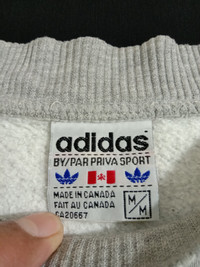 adidas
BY/PAR PRIVA SPORT
MADE IN CANADA
FAIT AU CANADA
CA20667
M/M